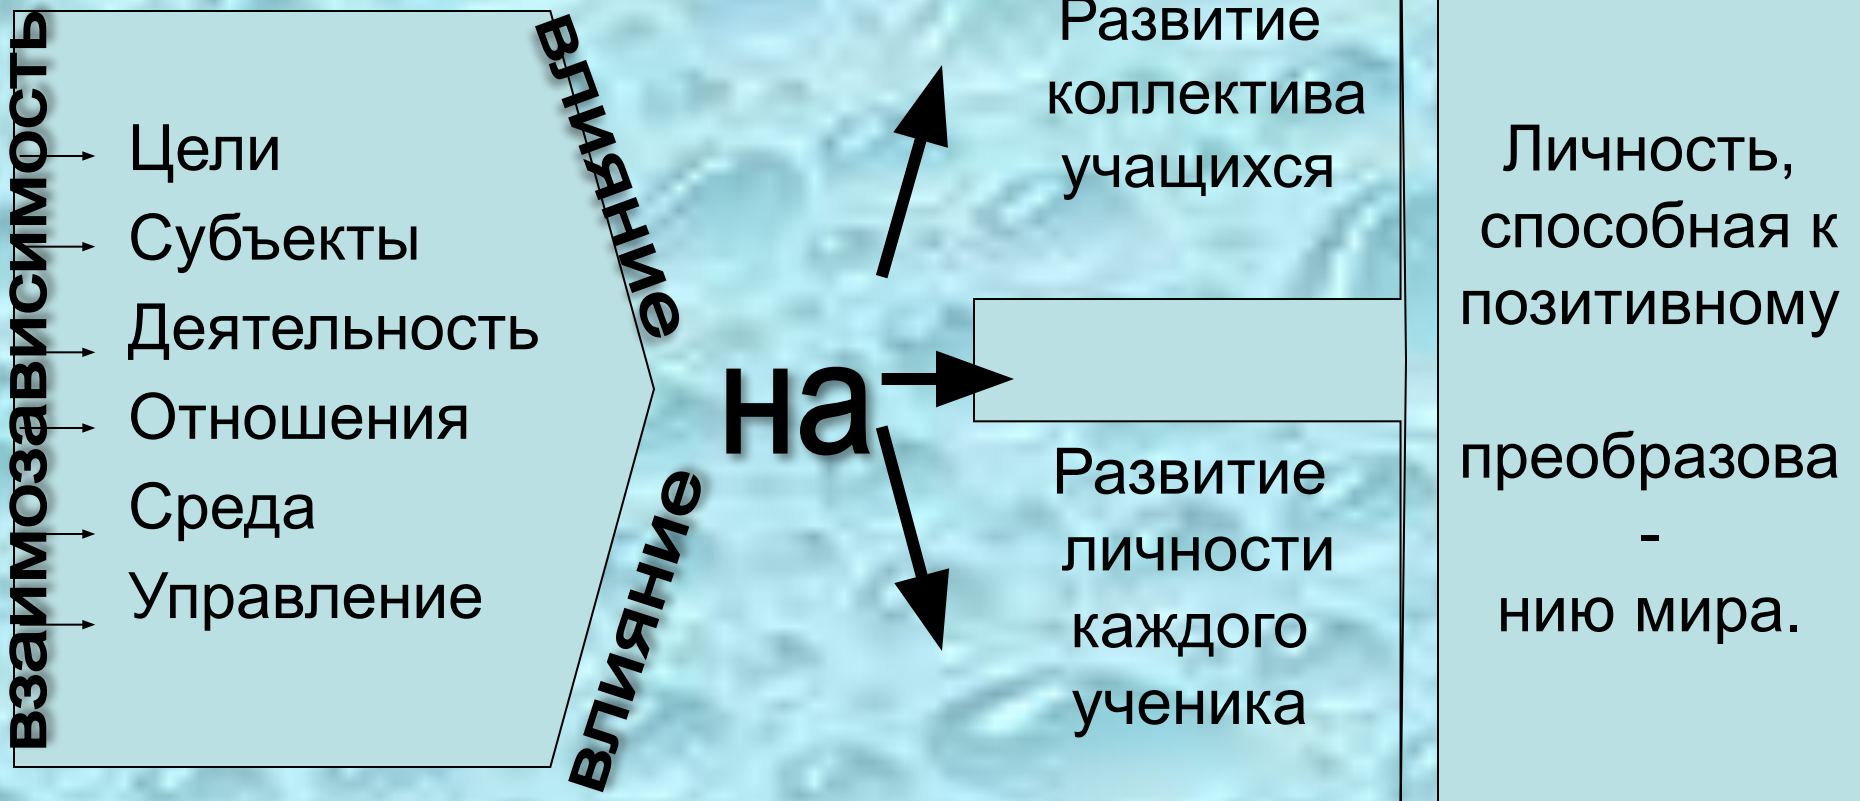 взаимозависимость
Цели
Субъекты
Деятельность
Отношения
Среда
Управление
влияние
влияние
на
Развитие
коллектива
учащихся
Развитие
личности
каждого
ученика
Личность,
способная к
позитивному
преобразова
-
нию мира.